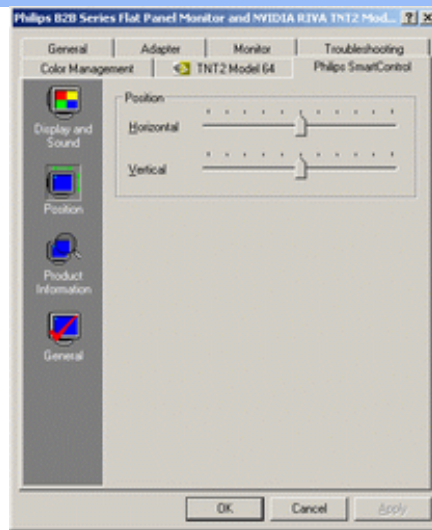 Philips B2B Series Flat Panel Monitor and NVIDIA RIVA TNT2 Mod...
General Adapter Monitor Troubleshooting
Color Management TNT2 Model 64 Philips SmartControl
Display and
Sound
Position
Horizontal
Vertical
Position
Product
Information
General
OK Cancel Apply